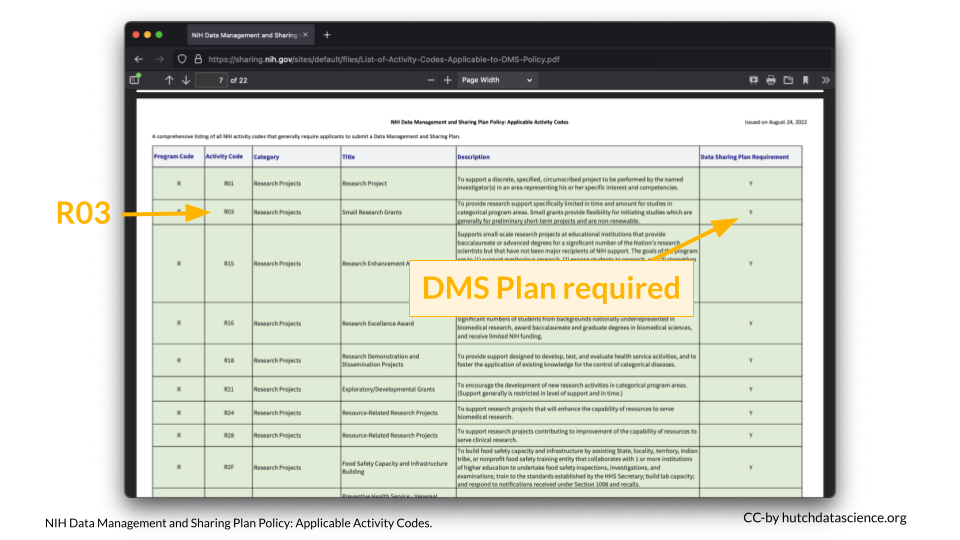 NIH Data Management and Sharing
https://sharing.nih.gov/sites/default/files/List-of-Activity-Codes-Applicable-to-DMS-Policy.pdf
7 of 22
Page Width
NIH Data Management and Sharing Plan Policy: Applicable Activity Codes
Issued on August 24, 2022
A comprehensive listing of all NIH activity codes that generally require applicants to submit a Data Management and Sharing Plan.
Program Code Activity Code Category Title Description Data Sharing Plan Requirement
R R01 Research Projects Research Project To support a discrete, specified, circumscribed project to be performed by the named
investigator(s) in an area representing his or her specific interest and competencies. Y
R03
R R03 Research Projects Small Research Grants To provide research support specifically limited in time and amount for studies in
categorical program areas. Small grants provide flexibility for initiating studies which are
generally for preliminary short-term projects and are non-renewable. Y
R R15 Research Projects Research Enhancement Supports small-scale research projects at educational institutions that provide
baccalaureate or advanced degrees for a significant number of the Nation's research
scientists but that have not been major recipients of NIH support. The goals of the program
Y
DMS Plan required
R R16 Research Projects Research Excellence Award
significant numbers of students from backgrounds nationally underrepresented in
biomedical research, award baccalaureate and graduate degrees in biomedical sciences,
and receive limited NIH funding. Y
R R18 Research Projects Research Demonstration and
Dissemination Projects To provide support designed to develop, test, and evaluate health service activities, and to
foster the application of existing knowledge for the control of categorical diseases. Y
R R21 Research Projects Exploratory/Developmental Grants To encourage the development of new research activities in categorical program areas.
(Support generally is restricted in level of support and in time.) Y
R R24 Research Projects Resource-Related Research Projects To support research projects that will enhance the capability of resources to serve
biomedical research. Y
R R28 Research Projects Resource-Related Research Projects To support research projects contributing to improvement of the capability of resources to
serve clinical research. Y
R R2F Research Projects Food Safety Capacity and Infrastructure
Building To build food safety capacity and infrastructure by assisting State, locality, territory, Indian
tribe, or nonprofit food safety training entity that collaborates with 1 or more institutions
of higher education to undertake food safety inspections, investigations, and
examinations; train to the standards established by the HHS Secretary; build lab capacity;
and respond to notifications received under Section 1008 and recalls. Y
Preventive Health Service - Venereal
NIH Data Management and Sharing Plan Policy: Applicable Activity Codes.
CC-by hutchdatascience.org